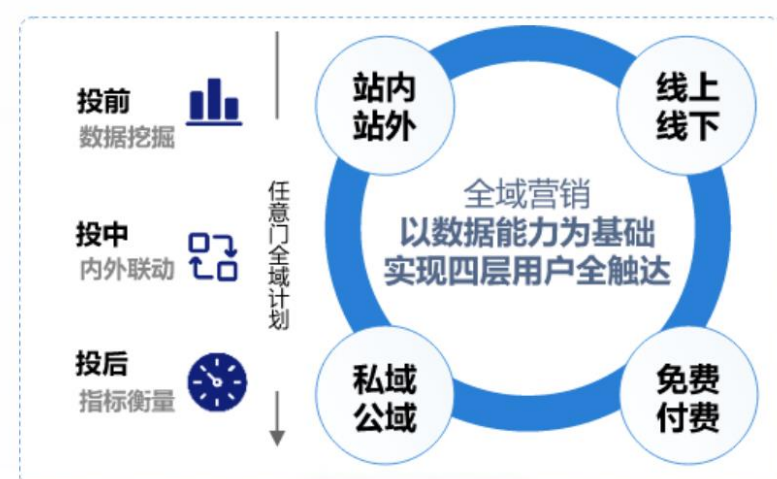 投前
数据挖掘
投中
内外联动
投后
指标衡量
任意门全域计划
站内
站外
线上
线下
全域营销
以数据能力为基础
实现四层用户全触达
私域
公域
免费
付费